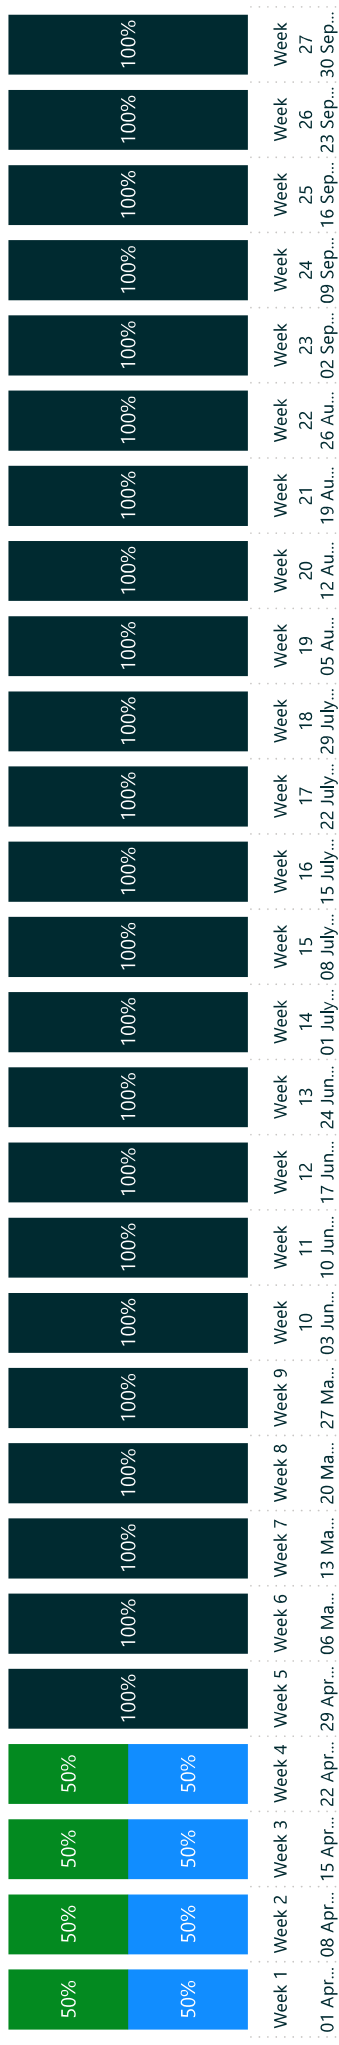 50% 50% 50% 50%
100% 100% 100% 100% 100% 100% 100% 100% 100% 100% 100% 100% 100% 100% 100% 100% 100% 100% 100% 100% 100% 100% 100%
50% 50% 50% 50%
Week 1
01 Apr...
Week 2
08 Apr...
Week 3
15 Apr...
Week 4
22 Apr...
Week 5
29 Apr...
Week 6
06 Ma...
Week 7
13 Ma...
Week 8
20 Ma...
Week 9
27 Ma...
Week
10
03 Jun...
Week
11
10 Jun...
Week
12
17 Jun...
Week
13
24 Jun...
Week
14
01 July...
Week
15
08 July...
Week
16
15 July...
Week
17
22 July...
Week
18
29 July...
Week
19
05 Au...
Week
20
12 Au...
Week
21
19 Au...
Week
22
26 Au...
Week
23
02 Sep...
Week
24
09 Sep...
Week
25
16 Sep...
Week
26
23 Sep...
Week
27
30 Sep...